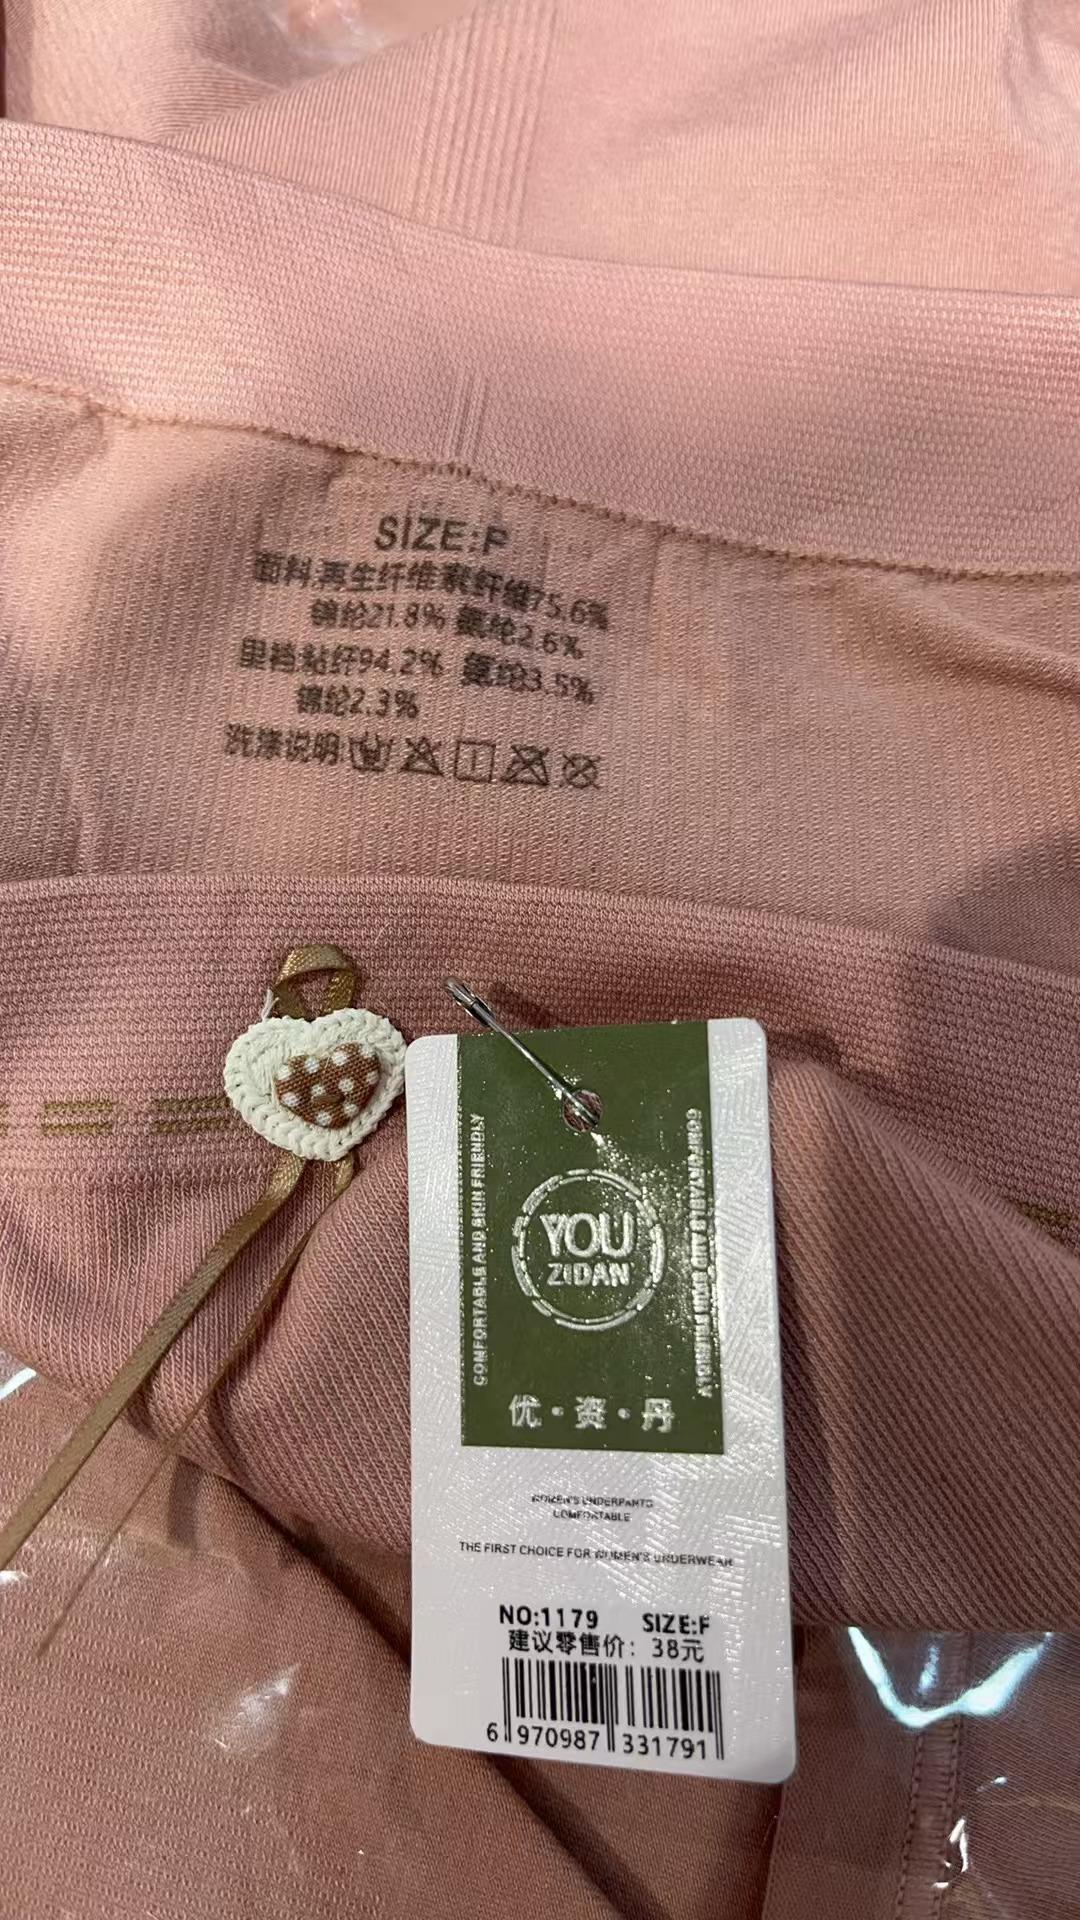 SIZE:F
面料:再生纤维素纤维75.6%
锦纶21.8% 氨纶2.6%
里裆:粘纤94.2% 氨纶3.5%
锦纶2.3%
洗涤说明
COMFORTABLE AND SKIN FRIENDLY
YOU
ZIDAN
COMFORTABLE AND SKIN FRIENDLY
优·资·丹
WOMEN'S UNDERPANTS
COMFORTABLE
THE FIRST CHOICE FOR WOMEN'S UNDERWEAR
NO:1179 SIZE:F
建议零售价：38元
6 970987 331791